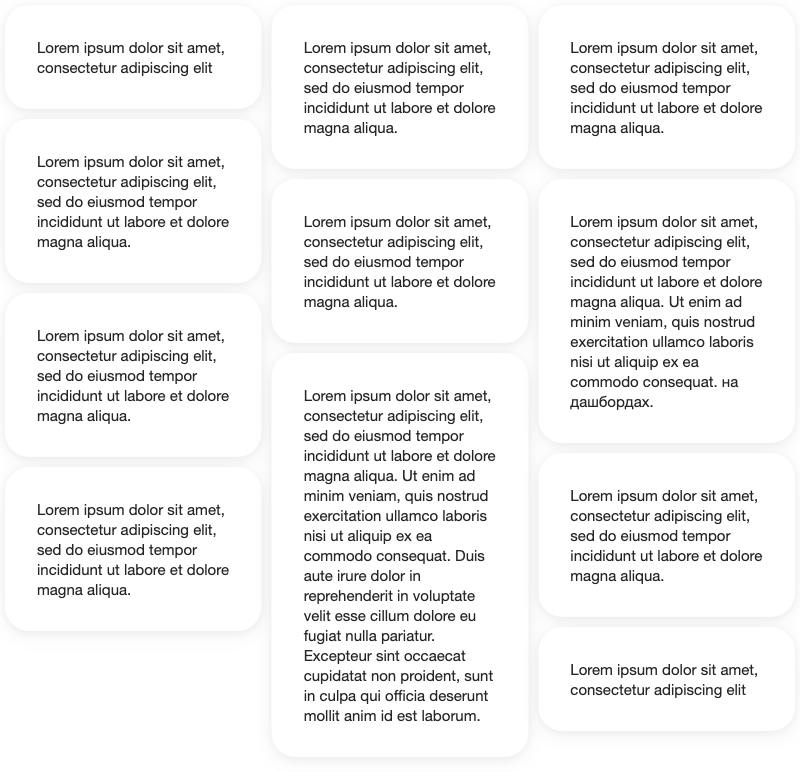 Lorem ipsum dolor sit amet,
consectetur adipiscing elit
Lorem ipsum dolor sit amet,
consectetur adipiscing elit,
sed do eiusmod tempor
incididunt ut labore et dolore
magna aliqua.
Lorem ipsum dolor sit amet,
consectetur adipiscing elit,
sed do eiusmod tempor
incididunt ut labore et dolore
magna aliqua.
Lorem ipsum dolor sit amet,
consectetur adipiscing elit,
sed do eiusmod tempor
incididunt ut labore et dolore
magna aliqua.
Lorem ipsum dolor sit amet,
consectetur adipiscing elit,
sed do eiusmod tempor
incididunt ut labore et dolore
magna aliqua.
Lorem ipsum dolor sit amet,
consectetur adipiscing elit,
sed do eiusmod tempor
incididunt ut labore et dolore
magna aliqua.
Lorem ipsum dolor sit amet,
consectetur adipiscing elit,
sed do eiusmod tempor
incididunt ut labore et dolore
magna aliqua. Ut enim ad
minim veniam, quis nostrud
exercitation ullamco laboris
nisi ut aliquip ex ea
commodo consequat. Duis
aute irure dolor in
reprehenderit in voluptate
velit esse cillum dolore eu
fugiat nulla pariatur.
Excepteur sint occaecat
cupidatat non proident, sunt
in culpa qui officia deserunt
mollit anim id est laborum.
Lorem ipsum dolor sit amet,
consectetur adipiscing elit,
sed do eiusmod tempor
incididunt ut labore et dolore
magna aliqua.
Lorem ipsum dolor sit amet,
consectetur adipiscing elit,
sed do eiusmod tempor
incididunt ut labore et dolore
magna aliqua. Ut enim ad
minim veniam, quis nostrud
exercitation ullamco laboris
nisi ut aliquip ex ea
commodo consequat. на
дашбордах.
Lorem ipsum dolor sit amet,
consectetur adipiscing elit,
sed do eiusmod tempor
incididunt ut labore et dolore
magna aliqua.
Lorem ipsum dolor sit amet,
consectetur adipiscing elit